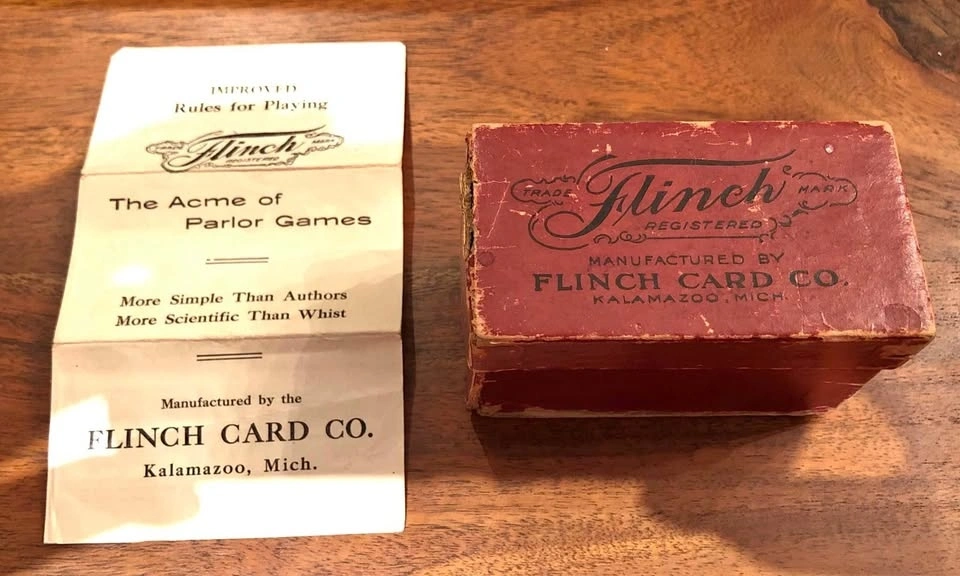 IMPROVED
Rules for Playing
TRADE Flinch MARK
REGISTERED
The Acme of
Parlor Games
More Simple Than Authors
More Scientific Than Whist
Manufactured by the
FLINCH CARD CO.
Kalamazoo, Mich.
TRADE Flinch MARK
REGISTERED
MANUFACTURED BY
FLINCH CARD CO.
KALAMAZOO, MICH.